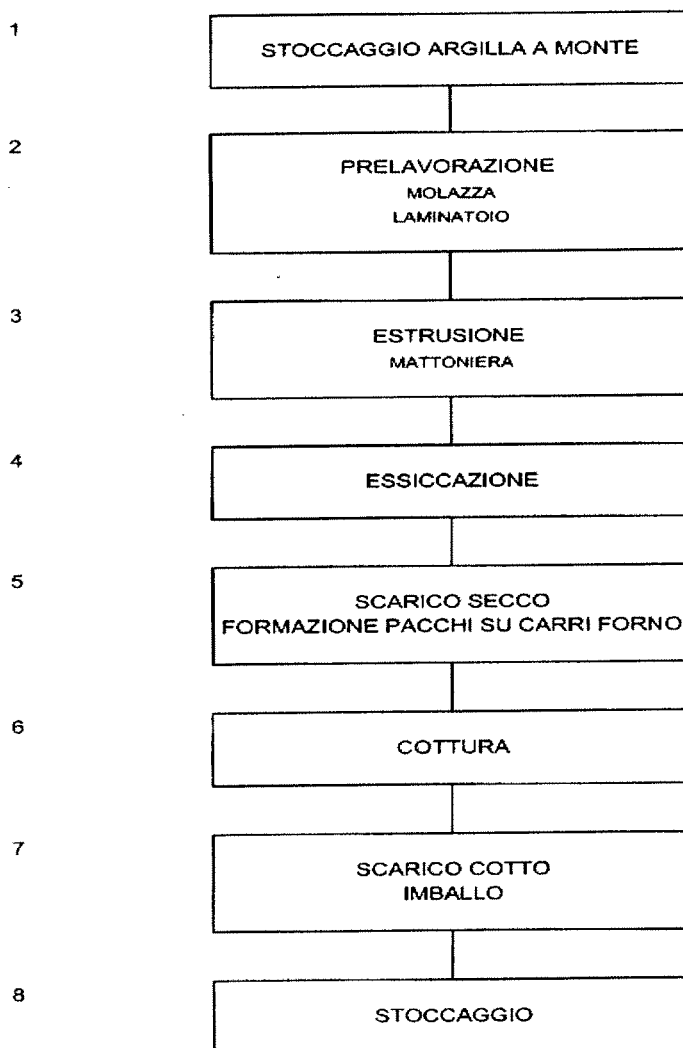 1
STOCCAGGIO ARGILLA A MONTE
2
PRELAVORAZIONE
MOLAZZA
LAMINATOIO
3
ESTRUSIONE
MATTONIERA
4
ESSICCAZIONE
5
SCARICO SECCO
FORMAZIONE PACCHI SU CARRI FORNO
6
COTTURA
7
SCARICO COTTO
IMBALLO
8
STOCCAGGIO